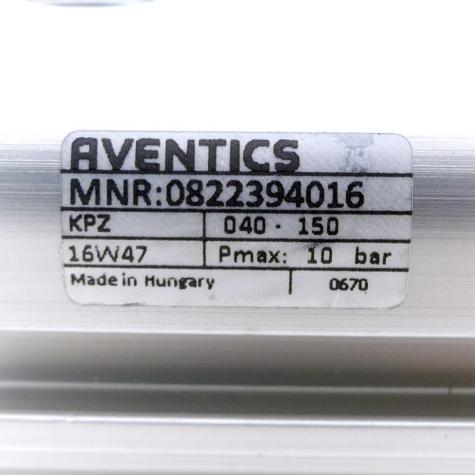 AVENTICS
MNR:0822394016
KPZ 040 - 150
16W47 Pmax: 10 bar
Made in Hungary 0670